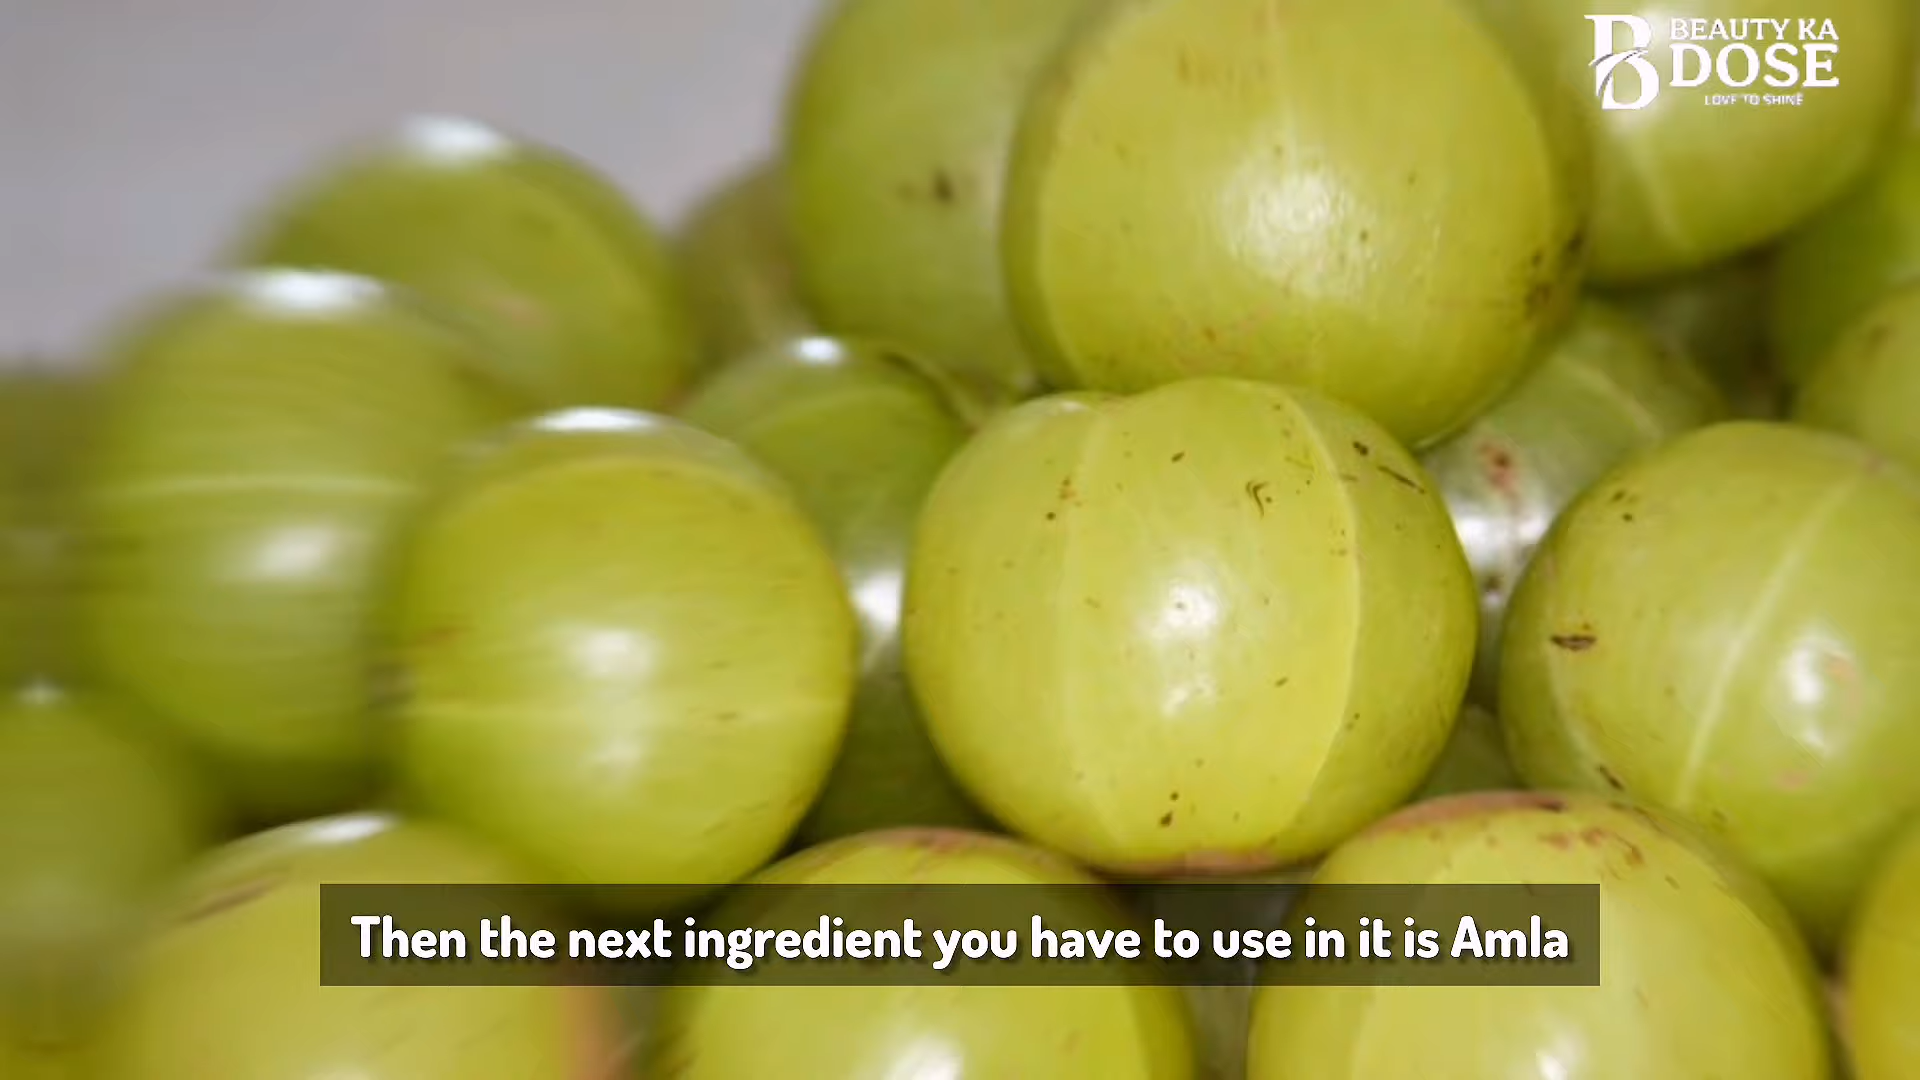 BEAUTY KA
DOSE
LOVE TO SHINE
Then the next ingredient you have to use in it is Amla